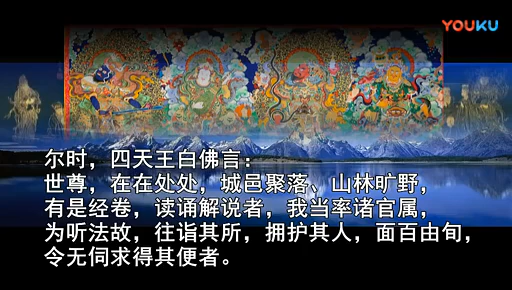 YOUKU
尔时，四天王白佛言：
世尊，在在处处，城邑聚落、山林旷野，
有是经卷，读诵解说者，我当率诸官属，
为听法故，往诣其所，拥护其人，面百由旬，
令无伺求得其便者。